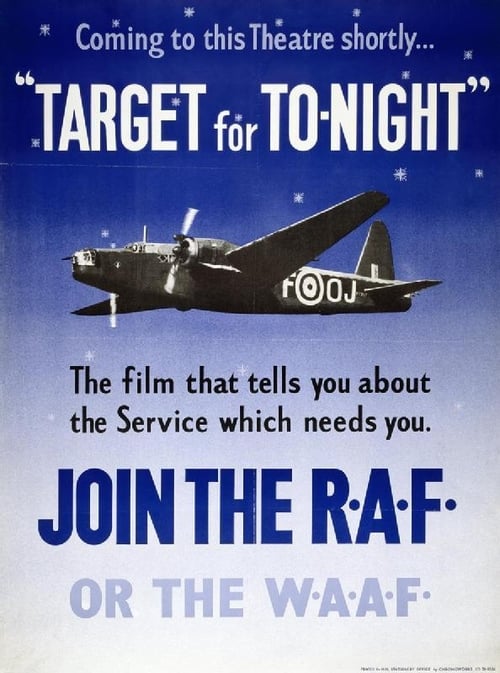 Coming to this Theatre shortly...
"TARGET for TO-NIGHT"
F OJ
The film that tells you about
the Service which needs you.
JOIN THE R·A·F·
OR THE W·A·A·F·